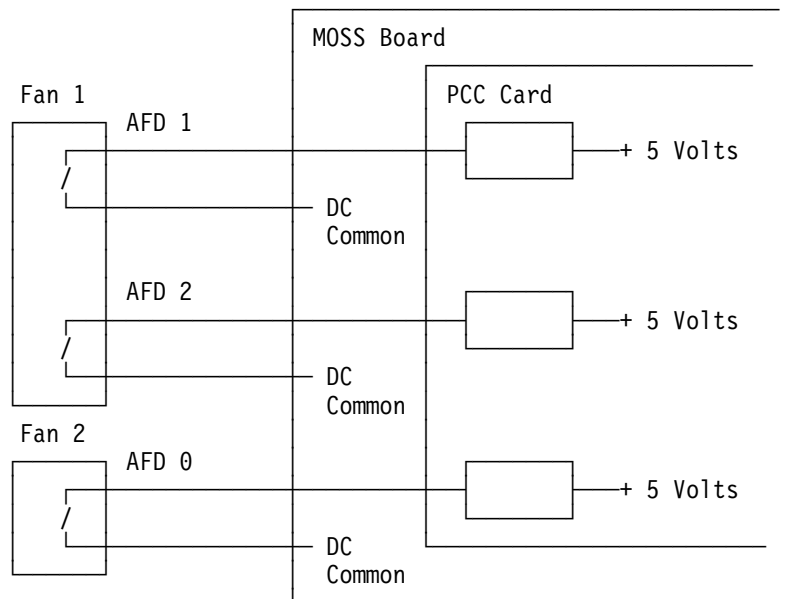 MOSS Board
Fan 1
PCC Card
AFD 1
+ 5 Volts
DC
Common
AFD 2
+ 5 Volts
DC
Common
Fan 2
AFD 0
+ 5 Volts
DC
Common